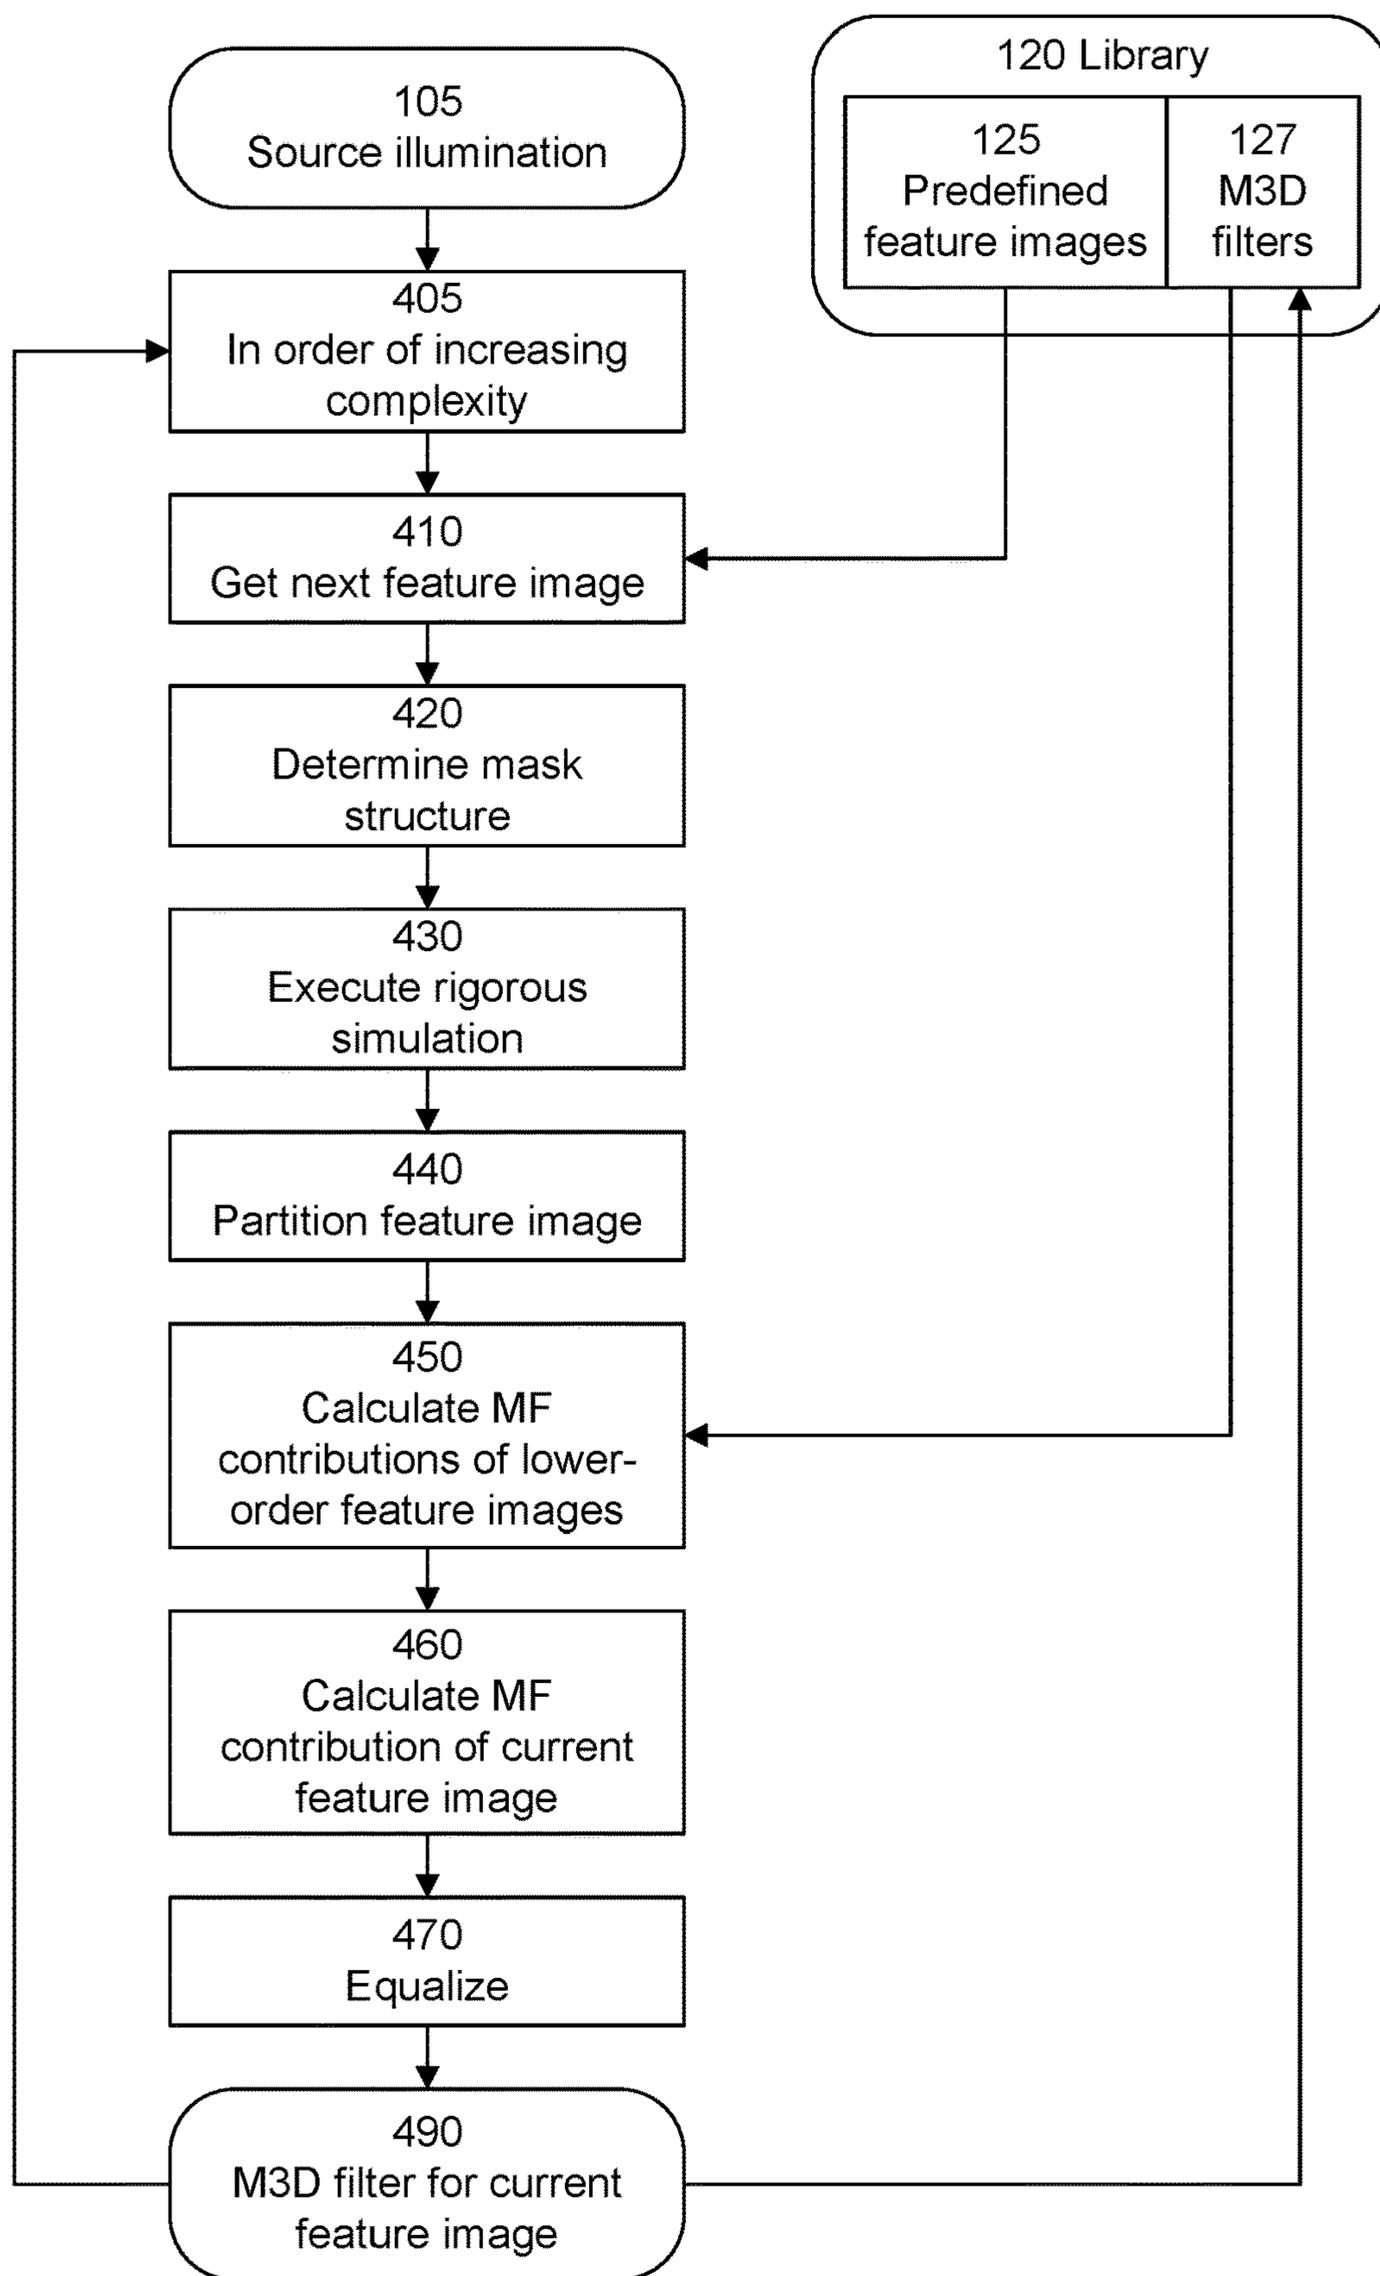 105
Source illumination
120 Library
125
Predefined
feature images
127
M3D
filters
405
In order of increasing
complexity
410
Get next feature image
420
Determine mask
structure
430
Execute rigorous
simulation
440
Partition feature image
450
Calculate MF
contributions of lower-
order feature images
460
Calculate MF
contribution of current
feature image
470
Equalize
490
M3D filter for current
feature image